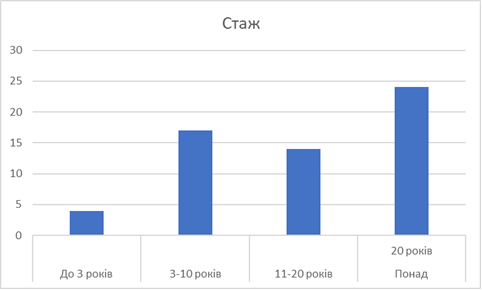 Стаж
30
25
20
15
10
5
0
До 3 років
3-10 років
11-20 років
20 років
Понад